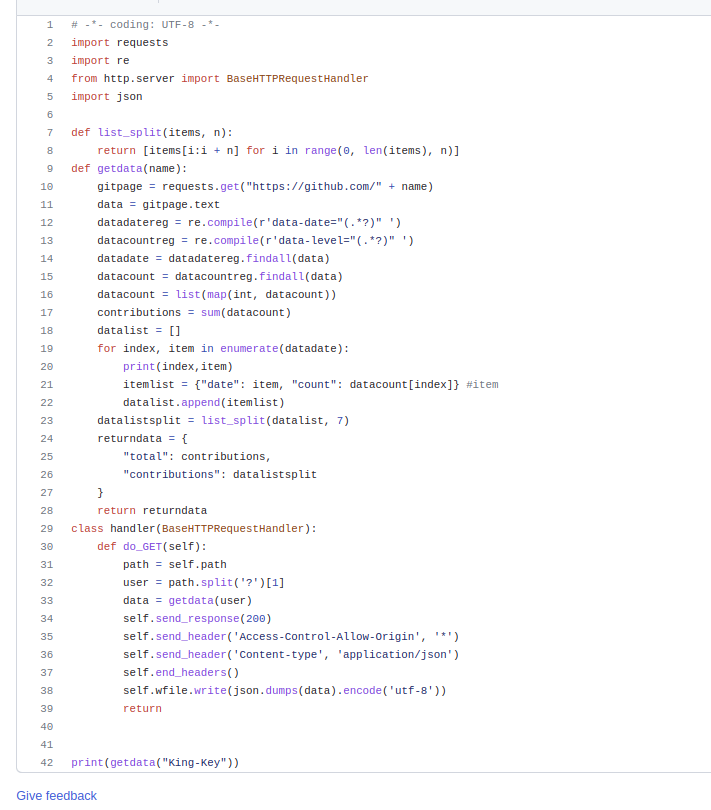 1 # -*- coding: UTF-8 -*-
2 import requests
3 import re
4 from http.server import BaseHTTPRequestHandler
5 import json
6
7 def list_split(items, n):
8     return [items[i:i + n] for i in range(0, len(items), n)]
9 def getdata(name):
10     gitpage = requests.get("https://github.com/" + name)
11     data = gitpage.text
12     datadatereg = re.compile(r'data-date="(.*?)" ')
13     datacountreg = re.compile(r'data-level="(.*?)" ')
14     datadate = datadatereg.findall(data)
15     datacount = datacountreg.findall(data)
16     datacount = list(map(int, datacount))
17     contributions = sum(datacount)
18     datalist = []
19     for index, item in enumerate(datadate):
20         print(index,item)
21         itemlist = {"date": item, "count": datacount[index]} #item
22         datalist.append(itemlist)
23     datalistsplit = list_split(datalist, 7)
24     returndata = {
25         "total": contributions,
26         "contributions": datalistsplit
27     }
28     return returndata
29 class handler(BaseHTTPRequestHandler):
30     def do_GET(self):
31         path = self.path
32         user = path.split('?')[1]
33         data = getdata(user)
34         self.send_response(200)
35         self.send_header('Access-Control-Allow-Origin', '*')
36         self.send_header('Content-type', 'application/json')
37         self.end_headers()
38         self.wfile.write(json.dumps(data).encode('utf-8'))
39         return
40
41
42 print(getdata("King-Key"))
Give feedback